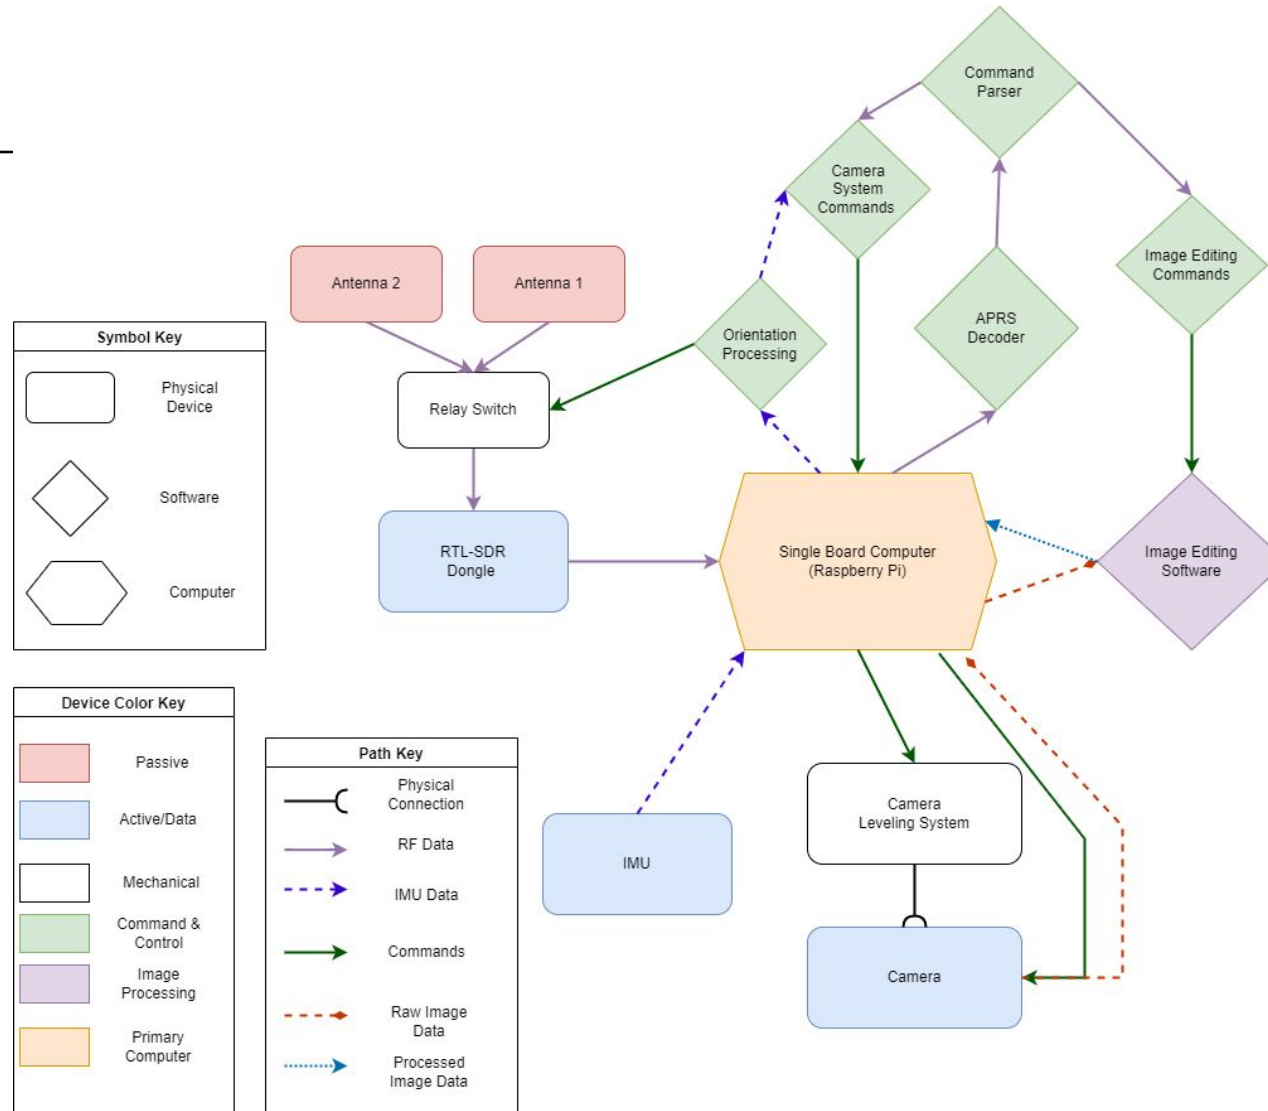 Command
Parser
Camera
System
Commands
Image Editing
Commands
Antenna 2
Antenna 1
Orientation
Processing
APRS
Decoder
Relay Switch
RTL-SDR
Dongle
Single Board Computer
(Raspberry Pi)
Image Editing
Software
IMU
Camera
Leveling System
Camera
Symbol Key
Physical
Device
Software
Computer
Device Color Key
Passive
Active/Data
Mechanical
Command &
Control
Image
Processing
Primary
Computer
Path Key
Physical
Connection
RF Data
IMU Data
Commands
Raw Image
Data
Processed
Image Data